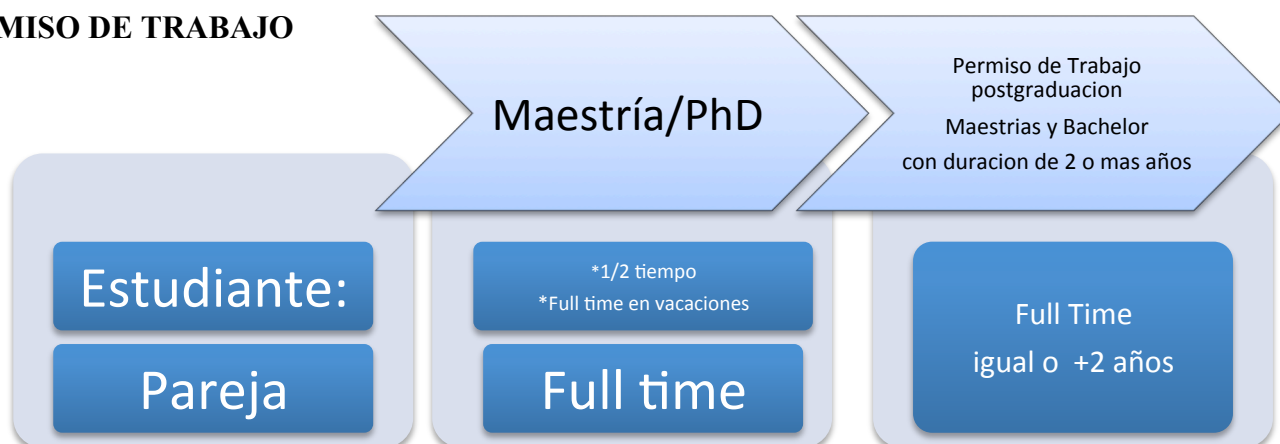 MISO DE TRABAJO
Maestría/PhD
Permiso de Trabajo
postgraduacion
Maestrias y Bachelor
con duracion de 2 o mas años
Estudiante:
*1/2 tiempo
*Full time en vacaciones
Full Time
igual o +2 años
Pareja
Full time